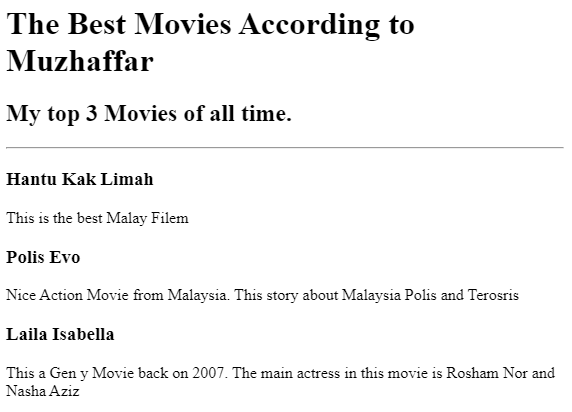 The Best Movies According to
Muzhaffar
My top 3 Movies of all time.
Hantu Kak Limah
This is the best Malay Filem
Polis Evo
Nice Action Movie from Malaysia. This story about Malaysia Polis and Terosris
Laila Isabella
This a Gen y Movie back on 2007. The main actress in this movie is Rosham Nor and
Nasha Aziz